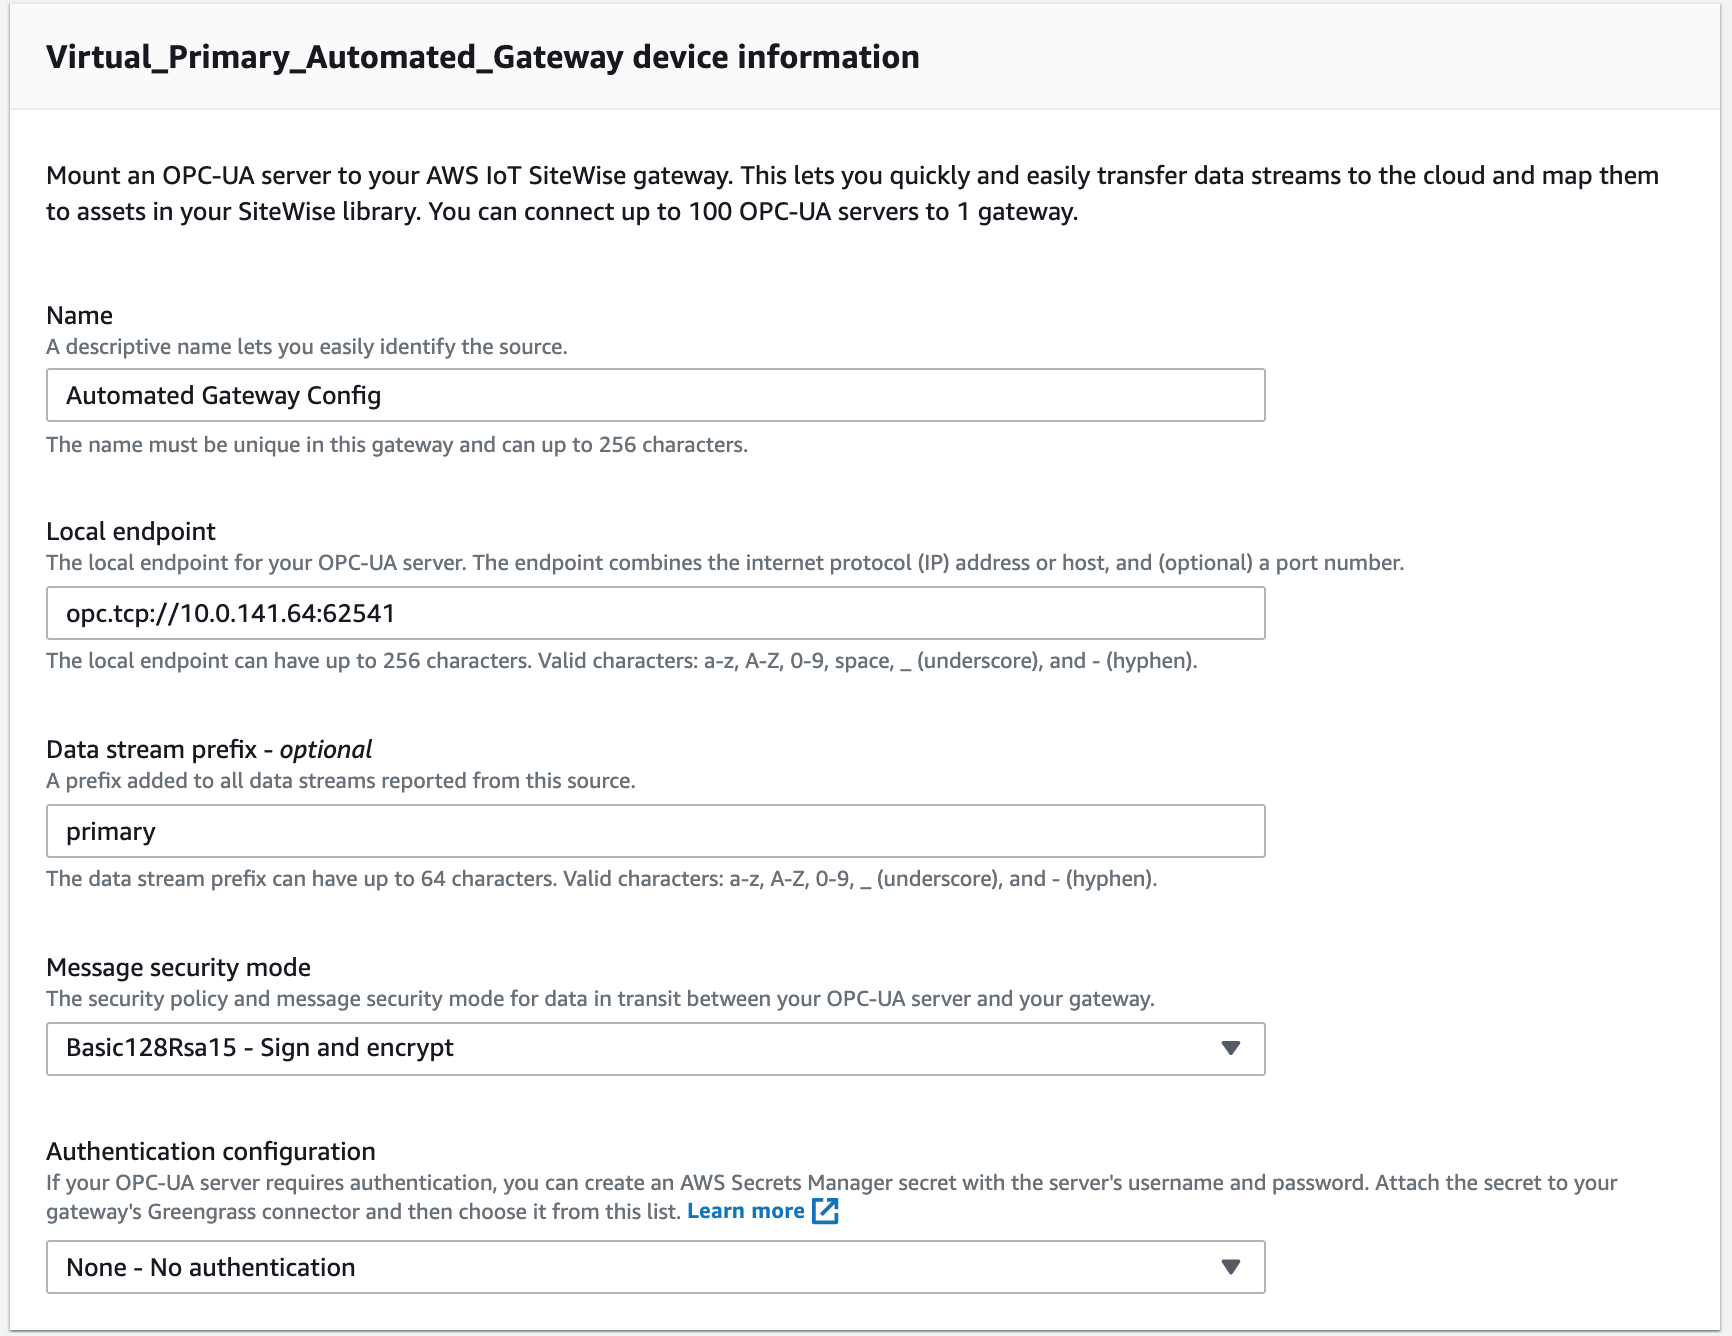 Virtual_Primary_Automated_Gateway device information
Mount an OPC-UA server to your AWS IoT SiteWise gateway. This lets you quickly and easily transfer data streams to the cloud and map them
to assets in your SiteWise library. You can connect up to 100 OPC-UA servers to 1 gateway.
Name
A descriptive name lets you easily identify the source.
Automated Gateway Config
The name must be unique in this gateway and can up to 256 characters.
Local endpoint
The local endpoint for your OPC-UA server. The endpoint combines the internet protocol (IP) address or host, and (optional) a port number.
opc.tcp://10.0.141.64:62541
The local endpoint can have up to 256 characters. Valid characters: a-z, A-Z, 0-9, space, _ (underscore), and - (hyphen).
Data stream prefix - optional
A prefix added to all data streams reported from this source.
primary
The data stream prefix can have up to 64 characters. Valid characters: a-z, A-Z, 0-9, _ (underscore), and - (hyphen).
Message security mode
The security policy and message security mode for data in transit between your OPC-UA server and your gateway.
Basic128Rsa15 - Sign and encrypt
Authentication configuration
If your OPC-UA server requires authentication, you can create an AWS Secrets Manager secret with the server's username and password. Attach the secret to your
gateway's Greengrass connector and then choose it from this list. Learn more
None - No authentication